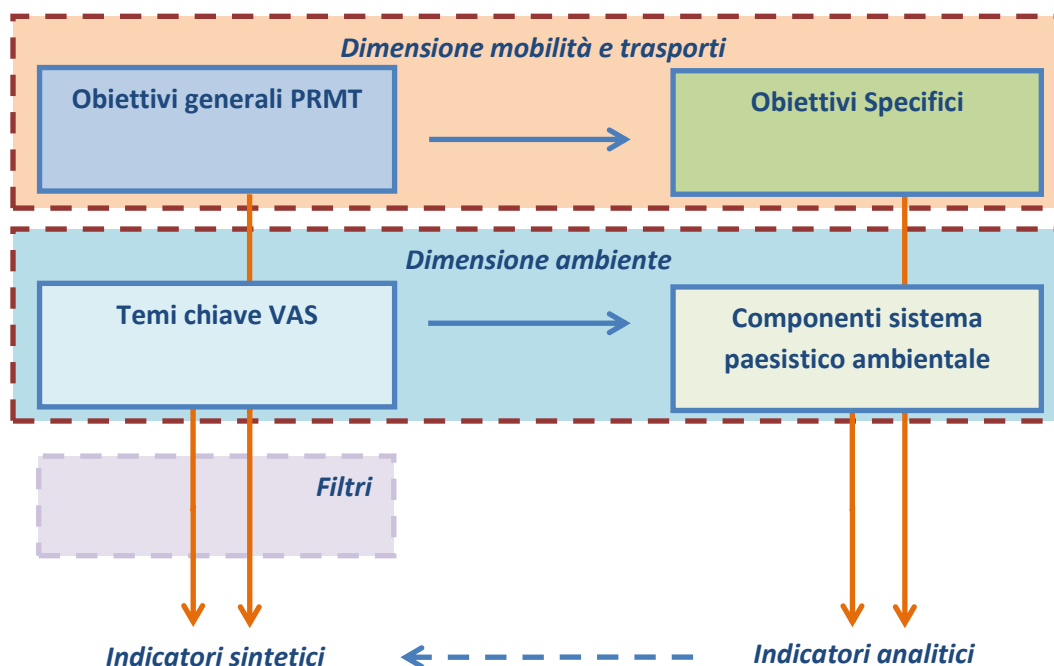 Dimensione mobilità e trasporti
Obiettivi generali PRMT
Obiettivi Specifici
Dimensione ambiente
Temi chiave VAS
Componenti sistema
paesistico ambientale
Filtri
Indicatori sintetici
Indicatori analitici